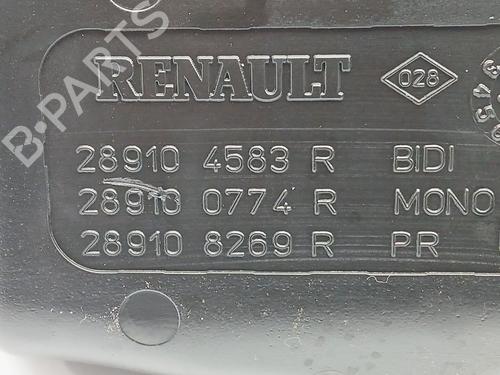 RENAULT 028
28910 4583 R BIDI
28910 0774 R MONO
28910 8269 R PR
B-PARTS